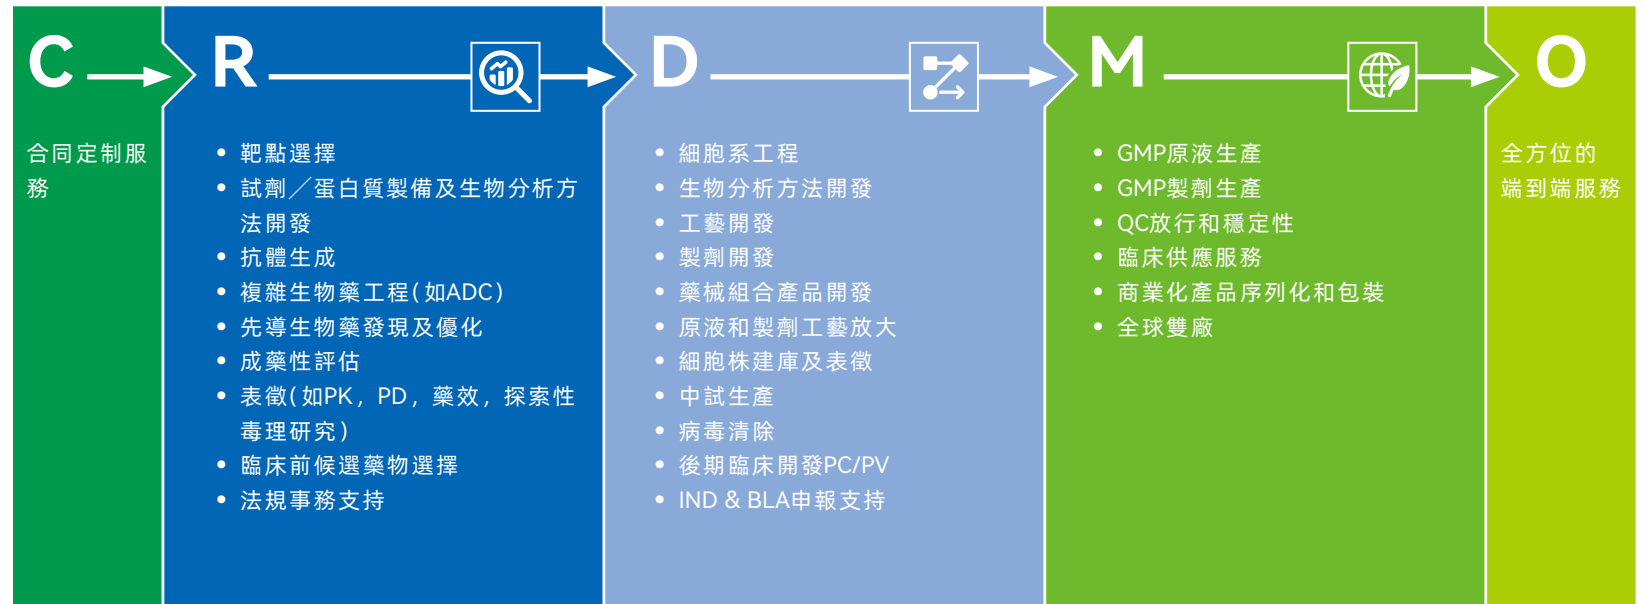 C
合同定制服
務
R
靶點選擇
試劑／蛋白質製備及生物分析方
法開發
抗體生成
複雜生物藥工程(如ADC)
先導生物藥發現及優化
成藥性評估
表徵(如PK, PD, 藥效, 探索性
毒理研究)
臨床前候選藥物選擇
法規事務支持
D
細胞系工程
生物分析方法開發
工藝開發
製劑開發
藥械組合產品開發
原液和製劑工藝放大
細胞株建庫及表徵
中試生產
病毒清除
後期臨床開發PC/PV
IND & BLA申報支持
M
GMP原液生產
GMP製劑生產
QC放行和穩定性
臨床供應服務
商業化產品序列化和包裝
全球雙廠
O
全方位的
端到端服務